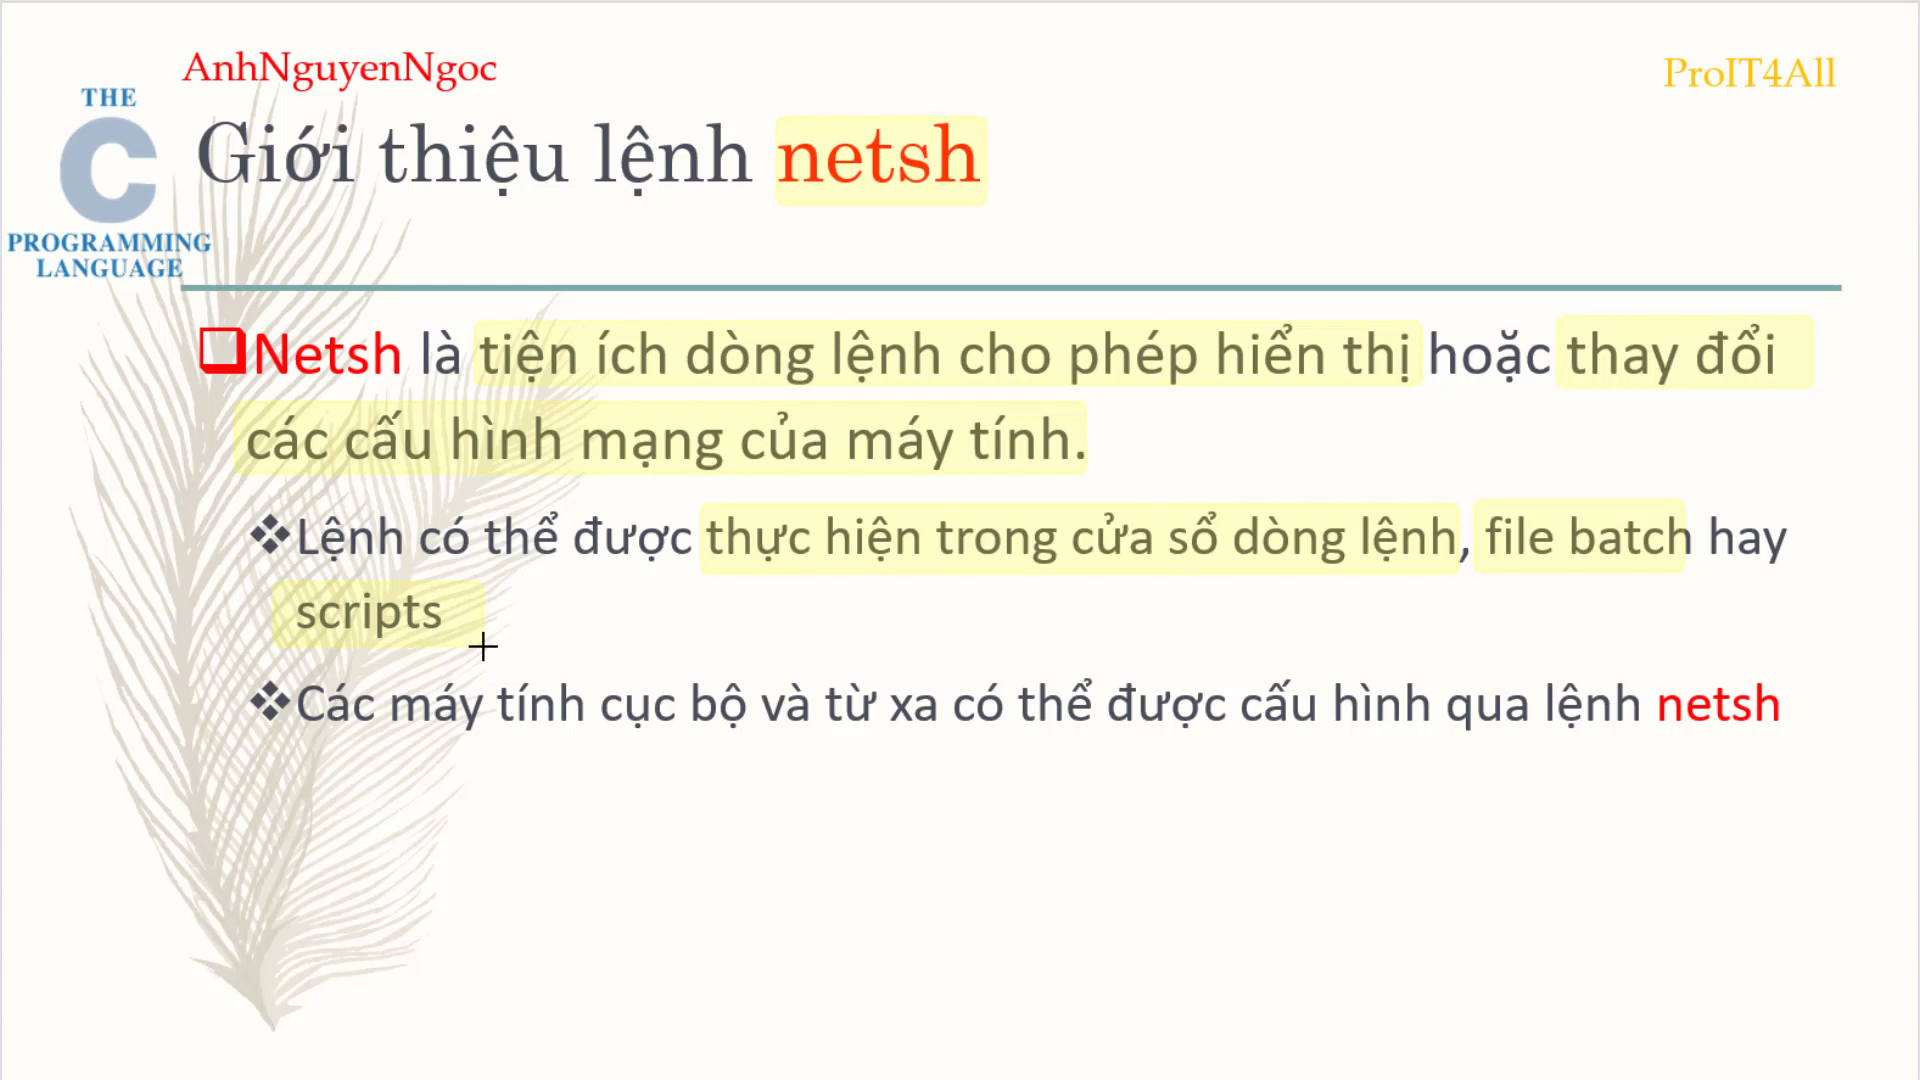 AnhNguyenNgoc
ProIT4All
THE
C
PROGRAMMING
LANGUAGE
Giới thiệu lệnh netsh
Netsh là tiện ích dòng lệnh cho phép hiển thị hoặc thay đổi
các cấu hình mạng của máy tính.
Lệnh có thể được thực hiện trong cửa sổ dòng lệnh, file batch hay
scripts
Các máy tính cục bộ và từ xa có thể được cấu hình qua lệnh netsh